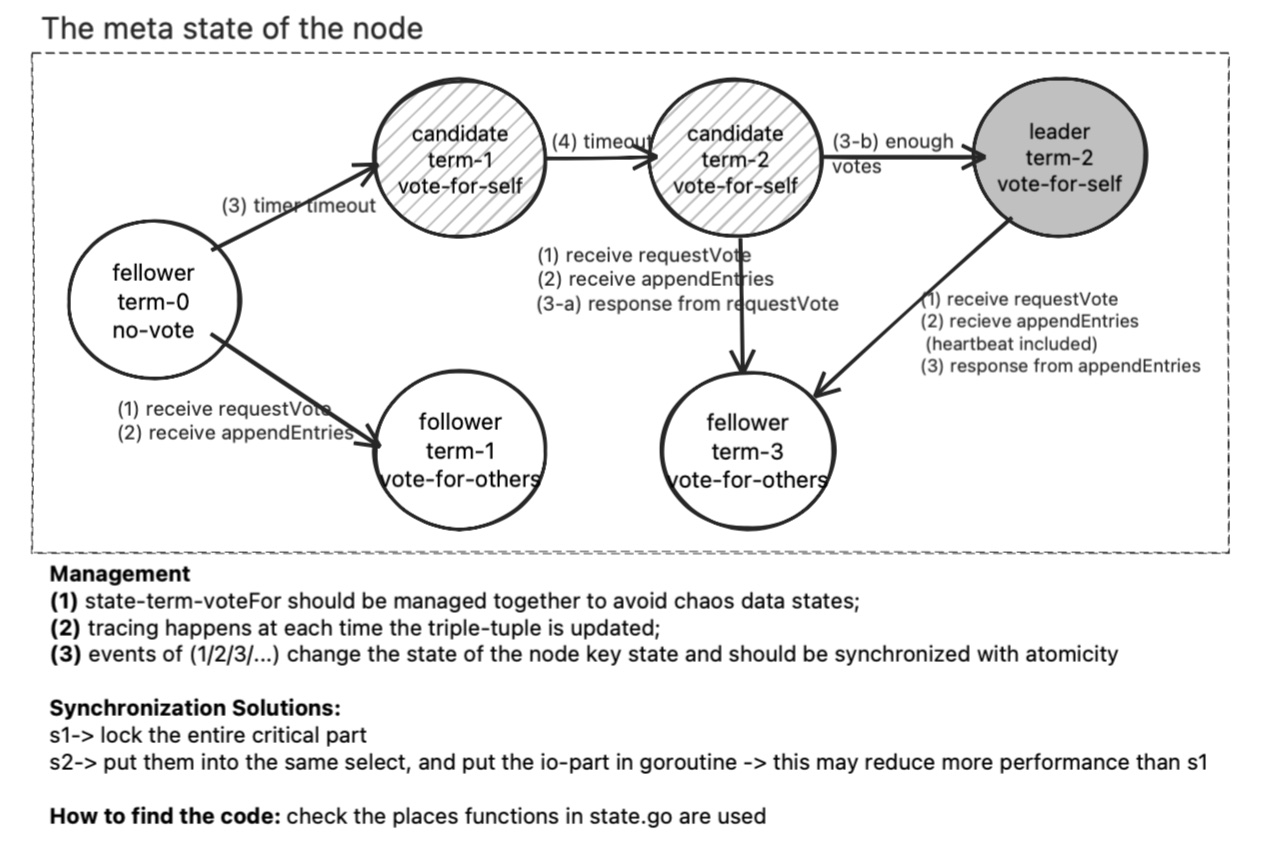 The meta state of the node
candidate
term-1
vote-for-self
(4) timeout
candidate
term-2
vote-for-self
(3-b) enough
votes
leader
term-2
vote-for-self
(3) timer timeout
fellower
term-0
no-vote
(1) receive requestVote
(2) receive appendEntries
(3-a) response from requestVote
(1) receive requestVote
(2) recieve appendEntries
(heartbeat included)
(3) response from appendEntries
(1) receive requestVote
(2) receive appendEntries
follower
term-1
vote-for-others
fellower
term-3
vote-for-others
Management
(1) state-term-voteFor should be managed together to avoid chaos data states;
(2) tracing happens at each time the triple-tuple is updated;
(3) events of (1/2/3/...) change the state of the node key state and should be synchronized with atomicity
Synchronization Solutions:
s1-> lock the entire critical part
s2-> put them into the same select, and put the io-part in goroutine -> this may reduce more performance than s1
How to find the code: check the places functions in state.go are used